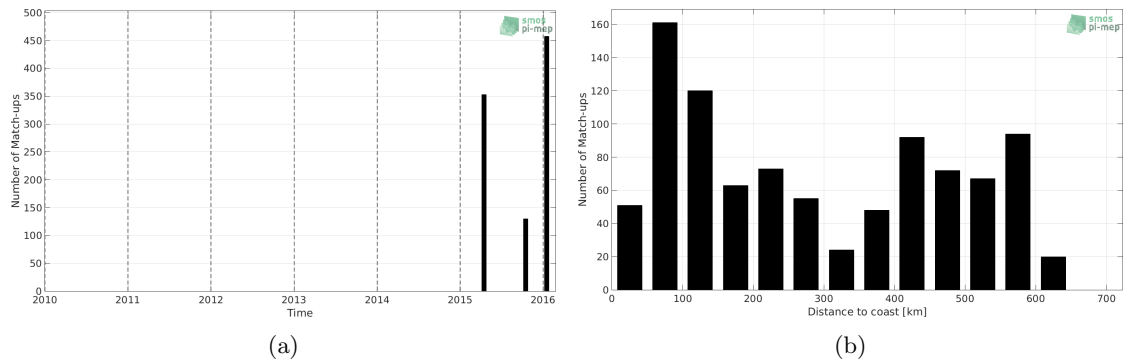 500
450
400
350
300
250
200
150
100
50
0
Number of Match-ups
2010 2011 2012 2013 2014 2015 2016
Time
smos
pi-mep
(a)
160
140
120
100
80
60
40
20
0
Number of Match-ups
0 100 200 300 400 500 600 700
Distance to coast [km]
smos
pi-mep
(b)